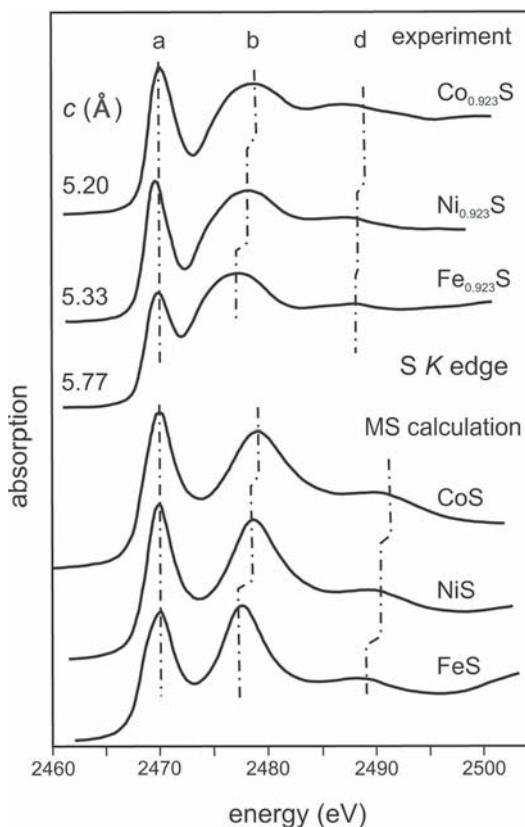 a b d experiment
c (Å)
Co0.923S
5.20
Ni0.923S
5.33
Fe0.923S
5.77
S K edge
MS calculation
CoS
NiS
FeS
absorption
2460 2470 2480 2490 2500
energy (eV)